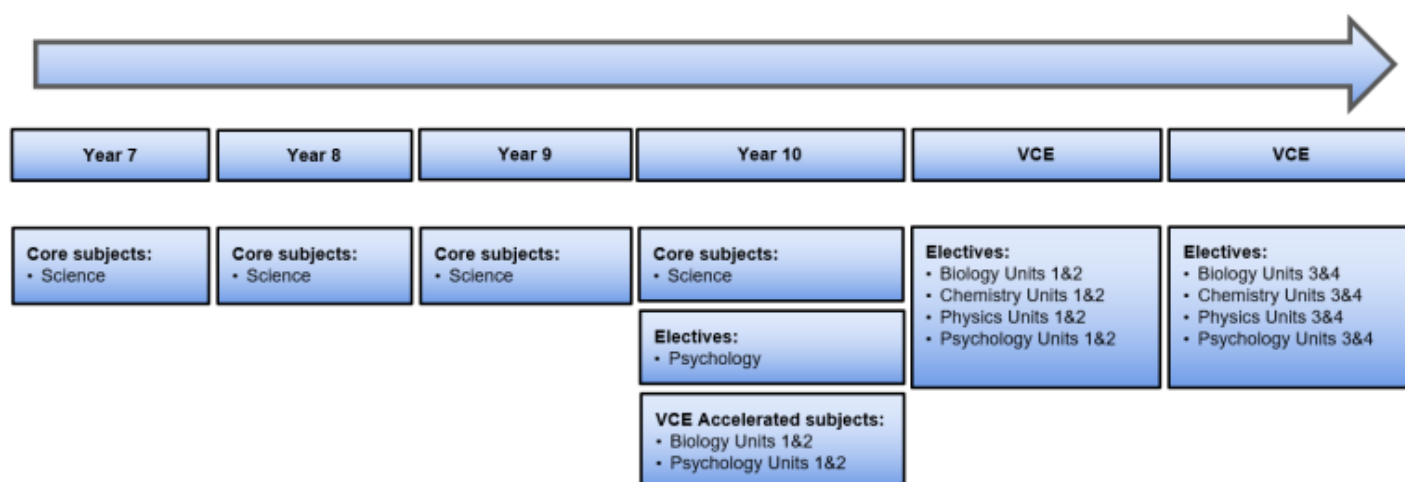 Year 7
Year 8
Year 9
Year 10
VCE
VCE
Core subjects:
• Science
Core subjects:
• Science
Core subjects:
• Science
Core subjects:
• Science
Electives:
• Psychology
VCE Accelerated subjects:
• Biology Units 1&2
• Psychology Units 1&2
Electives:
• Biology Units 1&2
• Chemistry Units 1&2
• Physics Units 1&2
• Psychology Units 1&2
Electives:
• Biology Units 3&4
• Chemistry Units 3&4
• Physics Units 3&4
• Psychology Units 3&4